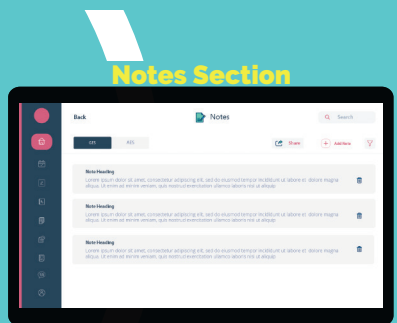 Notes Section
Back
Notes
Search
AIS
AIS
Share
Add Note
Note Heading
Lorem ipsum dolor sit amet, consectetur adipiscing elit, sed do eiusmod tempor incididunt ut labore et dolore magna
aliqua. Ut enim ad minim veniam, quis nostrud exercitation ullamco laboris nisi ut aliquip.
Note Heading
Lorem ipsum dolor sit amet, consectetur adipiscing elit, sed do eiusmod tempor incididunt ut labore et dolore magna
aliqua. Ut enim ad minim veniam, quis nostrud exercitation ullamco laboris nisi ut aliquip.
Note Heading
Lorem ipsum dolor sit amet, consectetur adipiscing elit, sed do eiusmod tempor incididunt ut labore et dolore magna
aliqua. Ut enim ad minim veniam, quis nostrud exercitation ullamco laboris nisi ut aliquip.